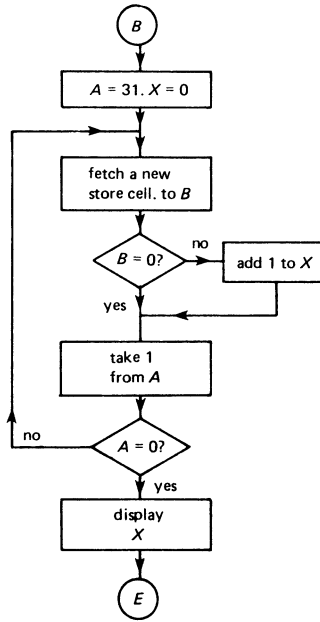 B
A = 31. X = 0
fetch a new
store cell. to B
B = 0?
no
add 1 to X
yes
take 1
from A
A = 0?
no
yes
display
X
E